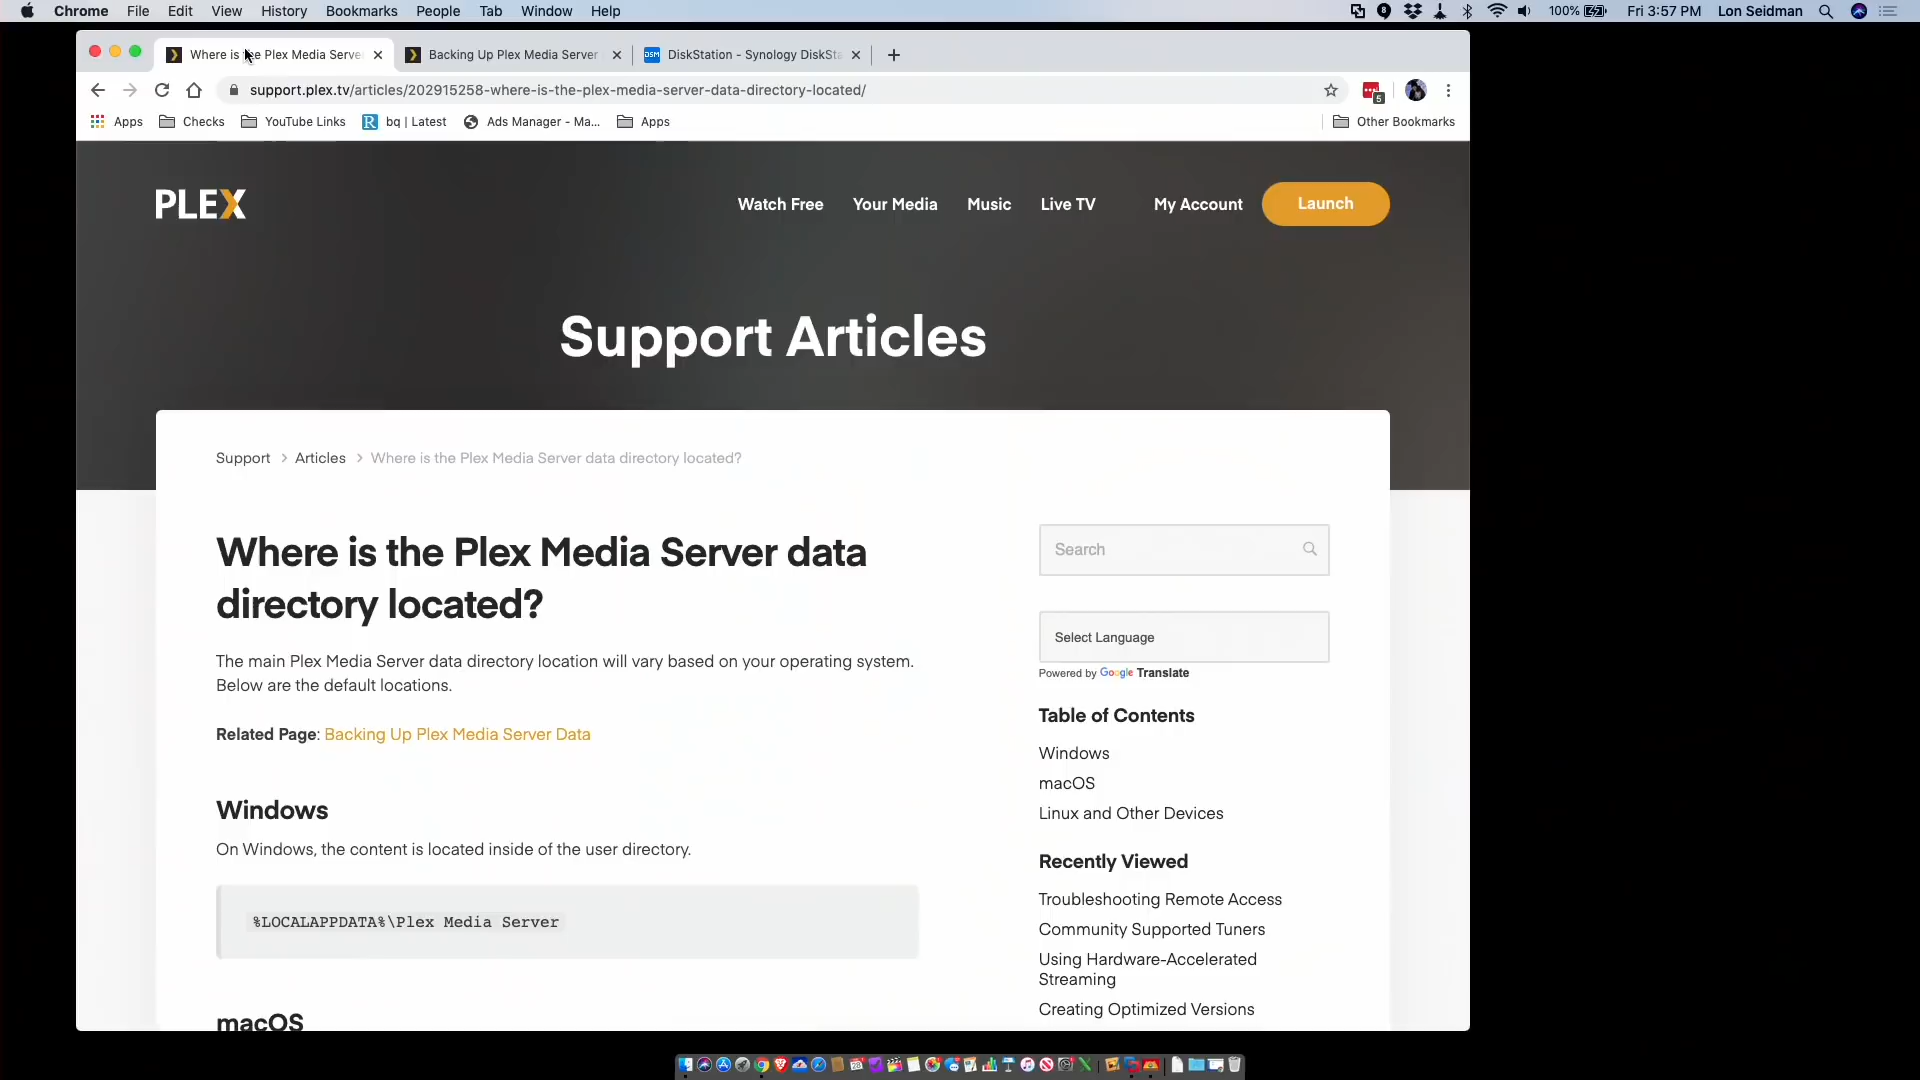 Chrome File Edit View History Bookmarks People Tab Window Help 8 100% Fri 3:57 PM Lon Seidman
Where is the Plex Media Serve Backing Up Plex Media Server DSM DiskStation - Synology DiskSta
support.plex.tv/articles/202915258-where-is-the-plex-media-server-data-directory-located/ 5
Apps Checks YouTube Links R bq | Latest Ads Manager - Ma... Apps Other Bookmarks
PLEX Watch Free Your Media Music Live TV My Account Launch
Support Articles
Support > Articles > Where is the Plex Media Server data directory located?
Where is the Plex Media Server data
directory located?
The main Plex Media Server data directory location will vary based on your operating system.
Below are the default locations.
Related Page: Backing Up Plex Media Server Data
Windows
On Windows, the content is located inside of the user directory.
%LOCALAPPDATA%\Plex Media Server
macOS
Search
Select Language
Powered by Google Translate
Table of Contents
Windows
macOS
Linux and Other Devices
Recently Viewed
Troubleshooting Remote Access
Community Supported Tuners
Using Hardware-Accelerated
Streaming
Creating Optimized Versions